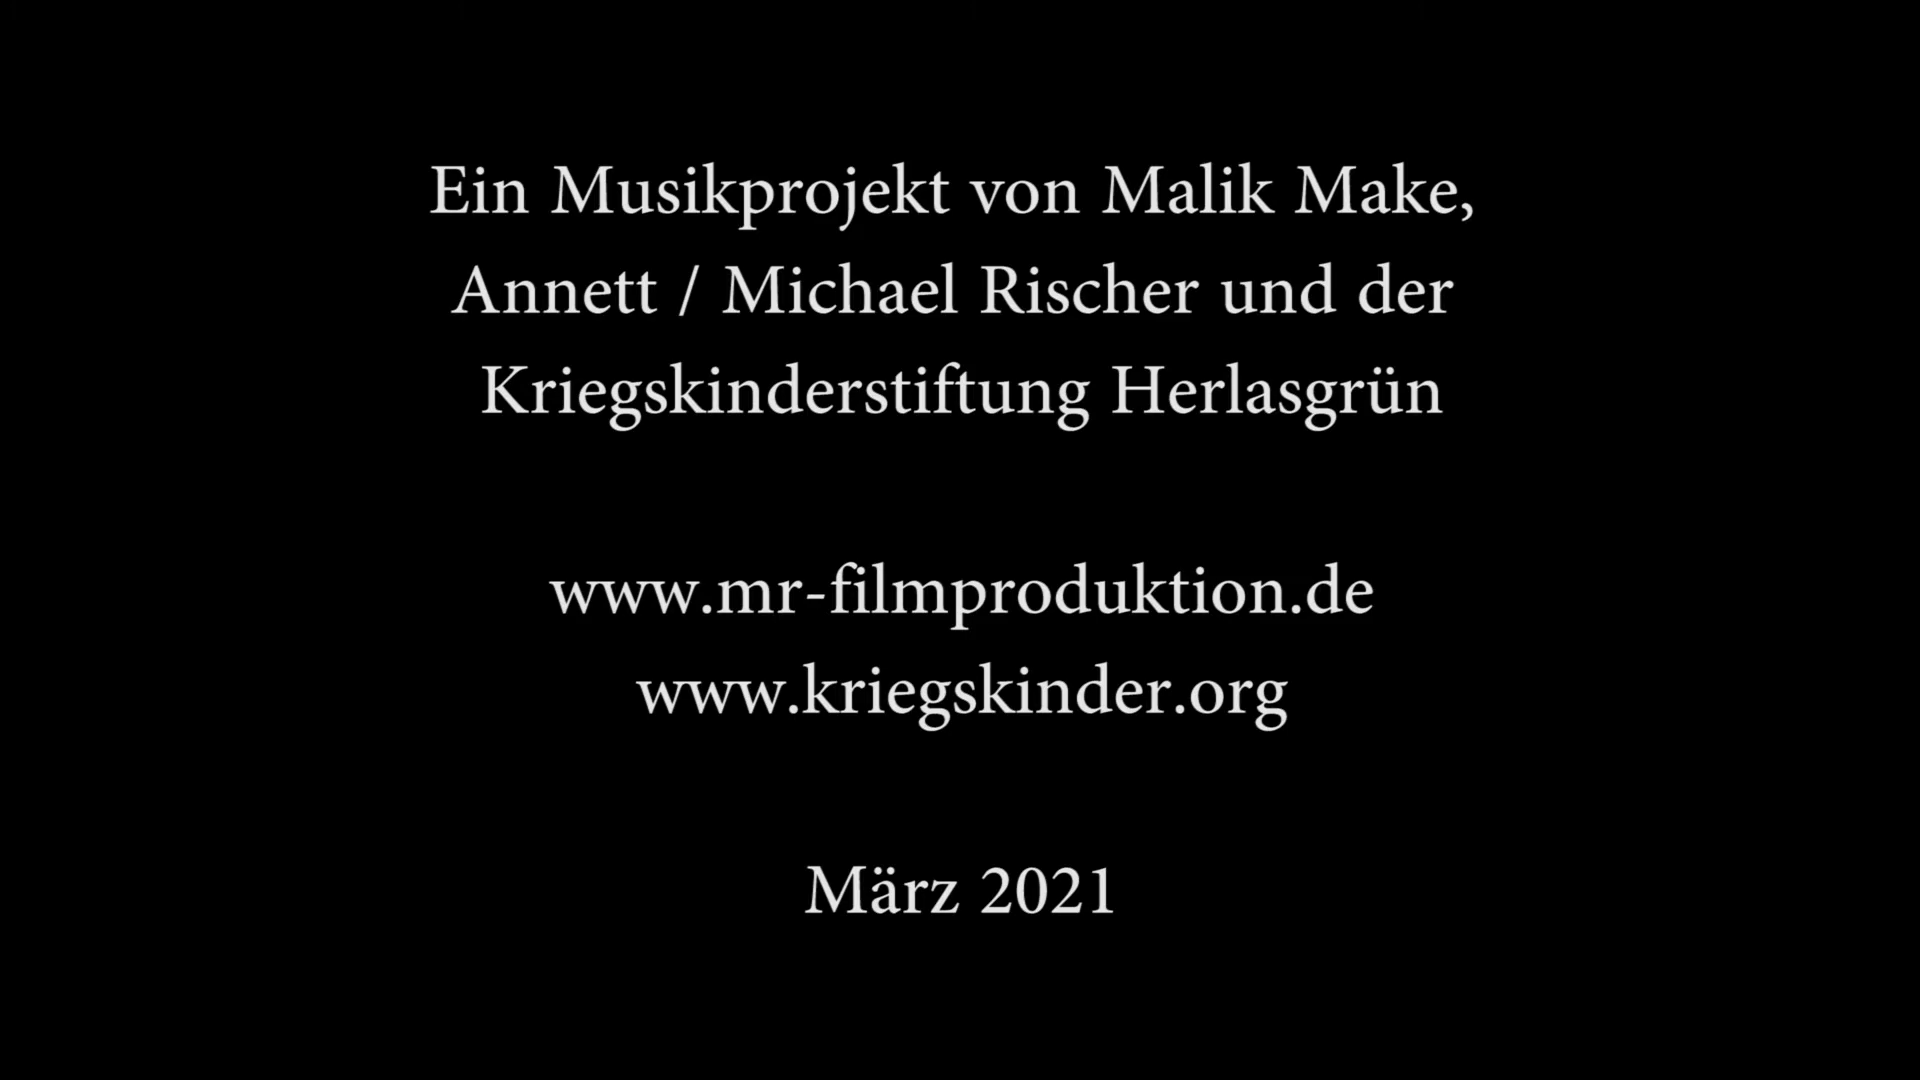 Ein Musikprojekt von Malik Make,
Annett / Michael Rischer und der
Kriegskinderstiftung Herlasgrün
www.mr-filmproduktion.de
www.kriegskinder.org
März 2021